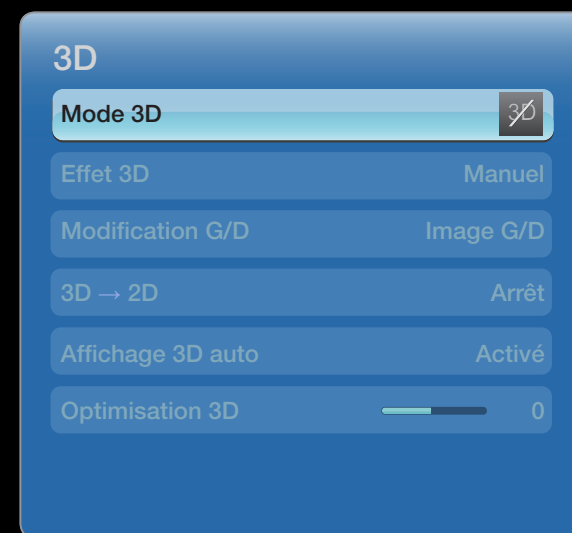 3D
Mode 3D 3D
Effet 3D Manuel
Modification G/D Image G/D
3D → 2D Arrêt
Affichage 3D auto Activé
Optimisation 3D 0